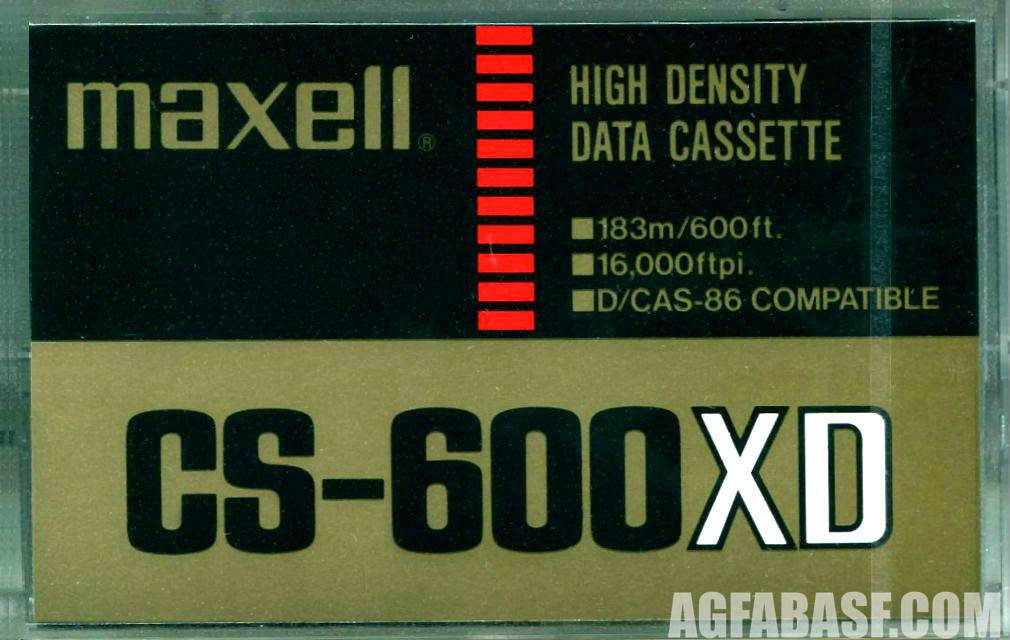 maxell®
HIGH DENSITY
DATA CASSETTE
■183m/600ft.
■16,000ftpi.
■D/CAS-86 COMPATIBLE
CS-600XD
AGFABASF.COM